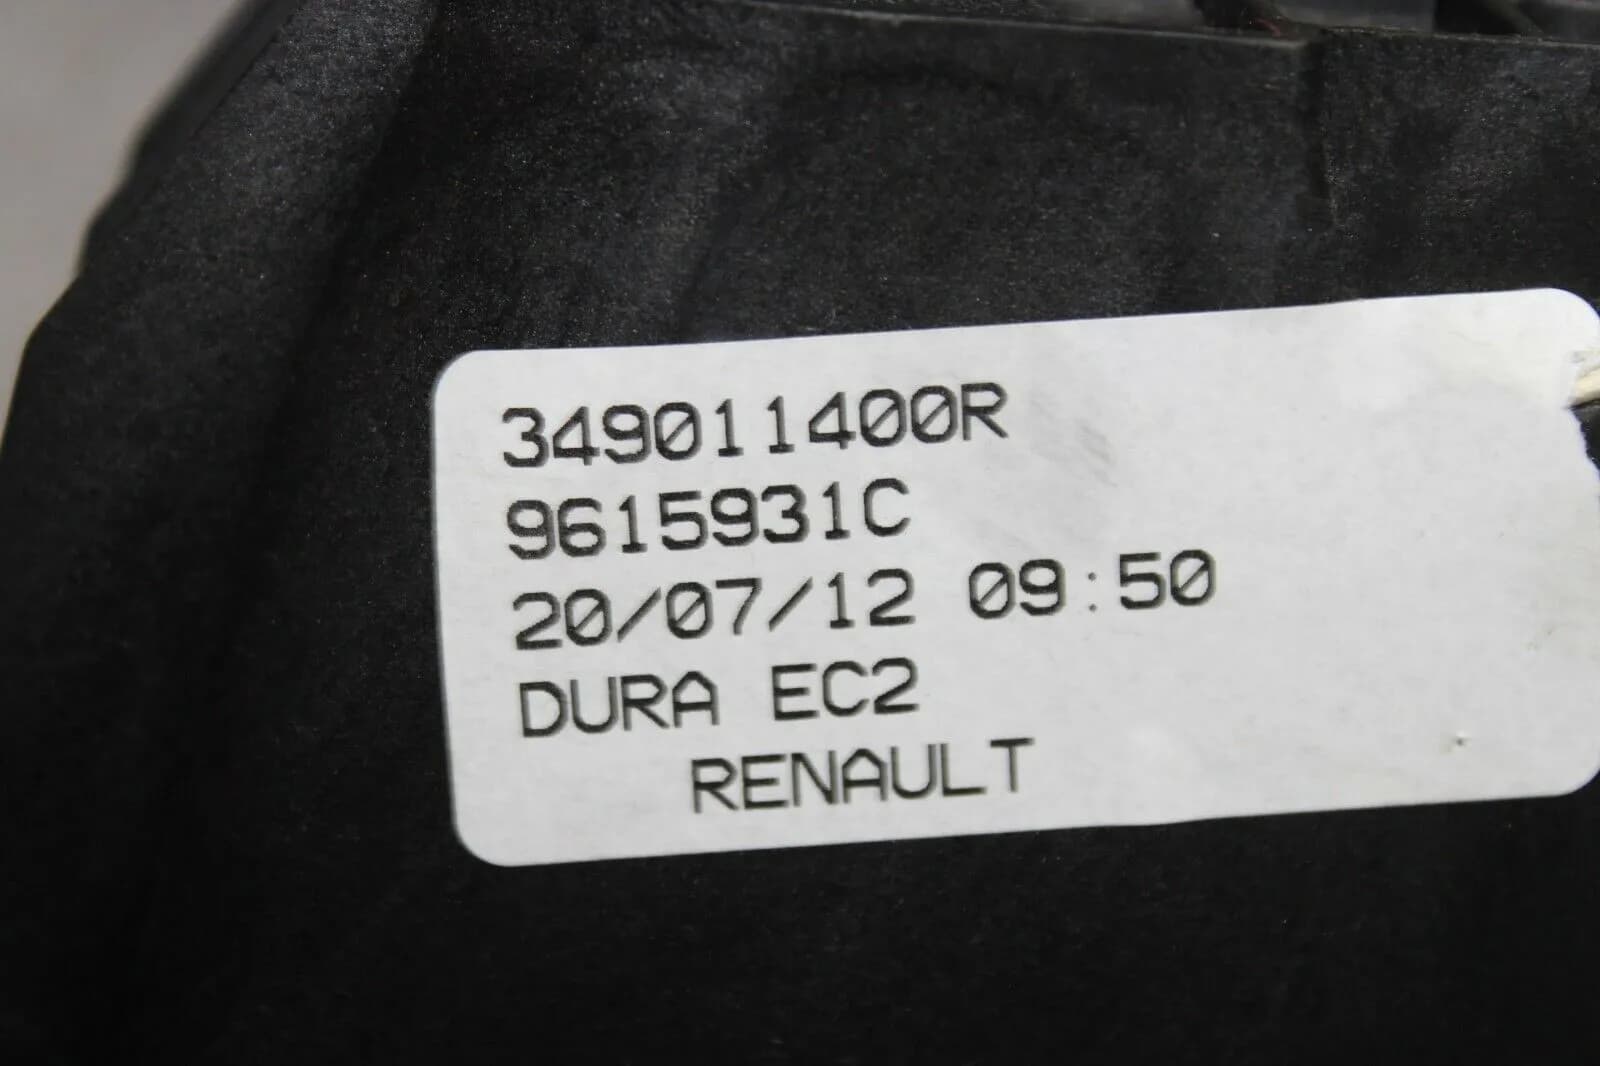 349011400R
9615931C
20/07/12 09:50
DURA EC2
RENAULT